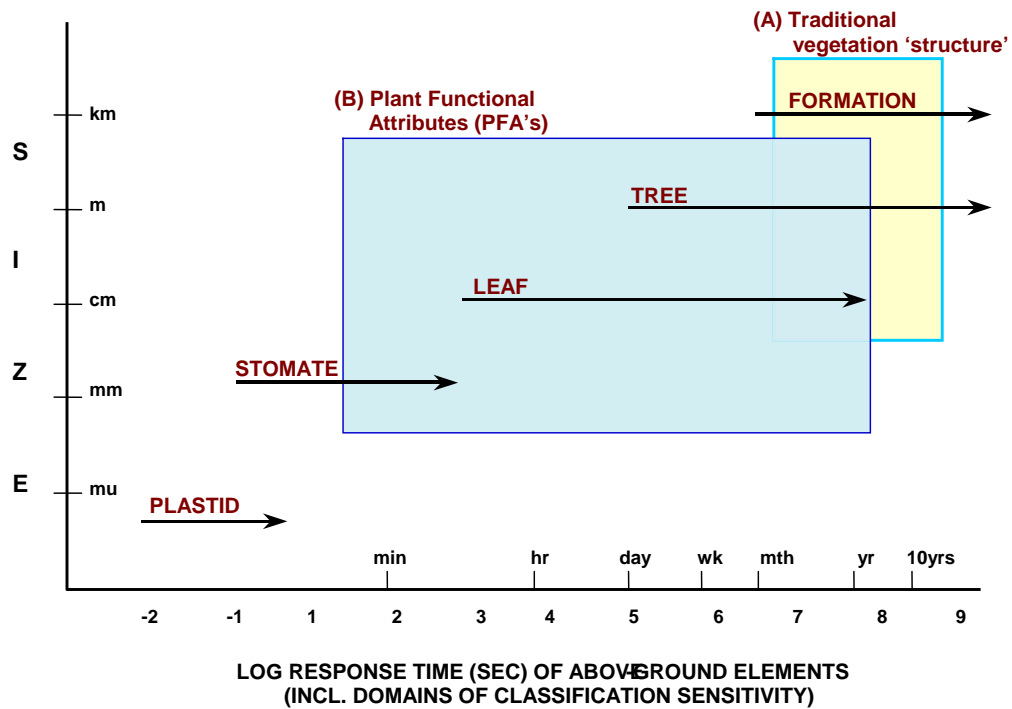 (A) Traditional
vegetation ‘structure’
(B) Plant Functional
Attributes (PFA's)
FORMATION
km
S
TREE
m
I
LEAF
cm
STOMATE
Z
mm
E
mu
PLASTID
min hr day wk mth yr 10yrs
-2 -1 1 2 3 4 5 6 7 8 9
LOG RESPONSE TIME (SEC) OF ABOVE-GROUND ELEMENTS
(INCL. DOMAINS OF CLASSIFICATION SENSITIVITY)